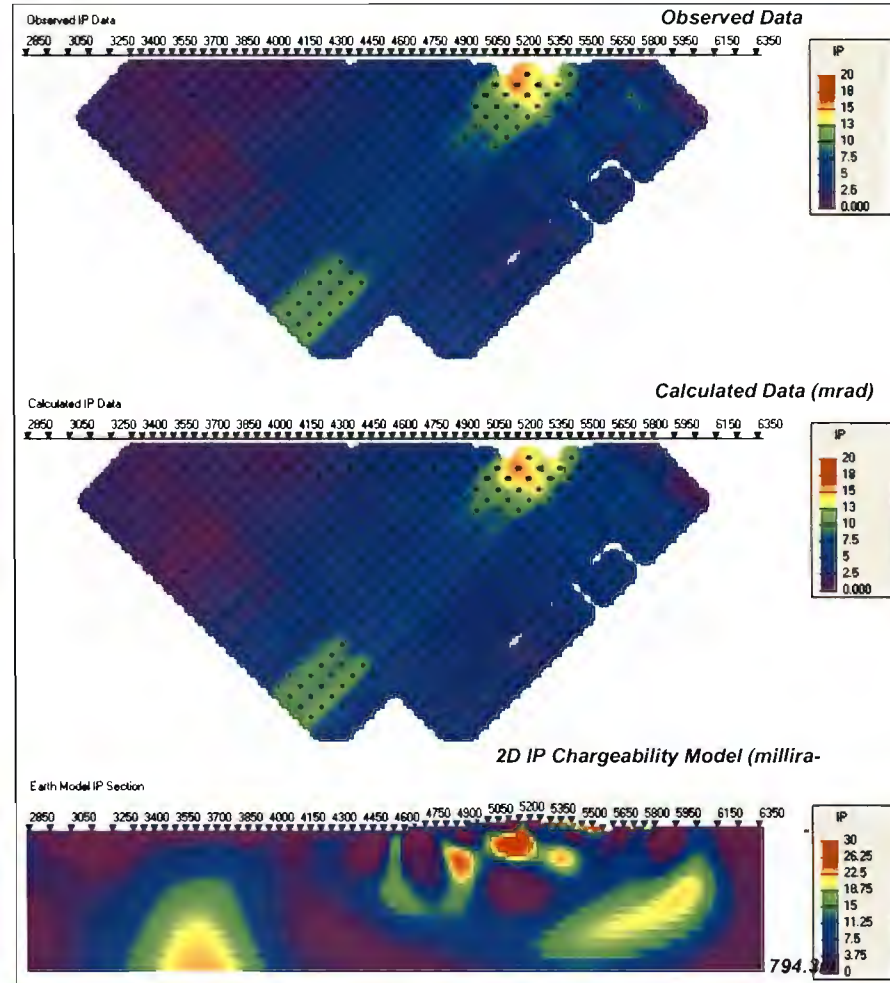 Observed IP Data
Observed Data
2850 3050 3250 3400 3550 3700 3850 4000 4150 4300 4450 4600 4750 4900 5050 5200 5350 5500 5650 5800 5950 6150 6350
IP
20
18
15
13
10
7.5
5
2.5
0.000
Calculated Data (mrad)
Calculated IP Data
2850 3050 3250 3400 3550 3700 3850 4000 4150 4300 4450 4600 4750 4900 5050 5200 5350 5500 5650 5800 5950 6150 6350
IP
20
18
15
13
10
7.5
5
2.5
0.000
2D IP Chargeability Model (millira-
Earth Model IP Section
2850 3050 3250 3400 3550 3700 3850 4000 4150 4300 4450 4600 4750 4900 5050 5200 5350 5500 5650 5800 5950 6150 6350
IP
30
26.25
22.5
18.75
15
11.25
7.5
3.75
0